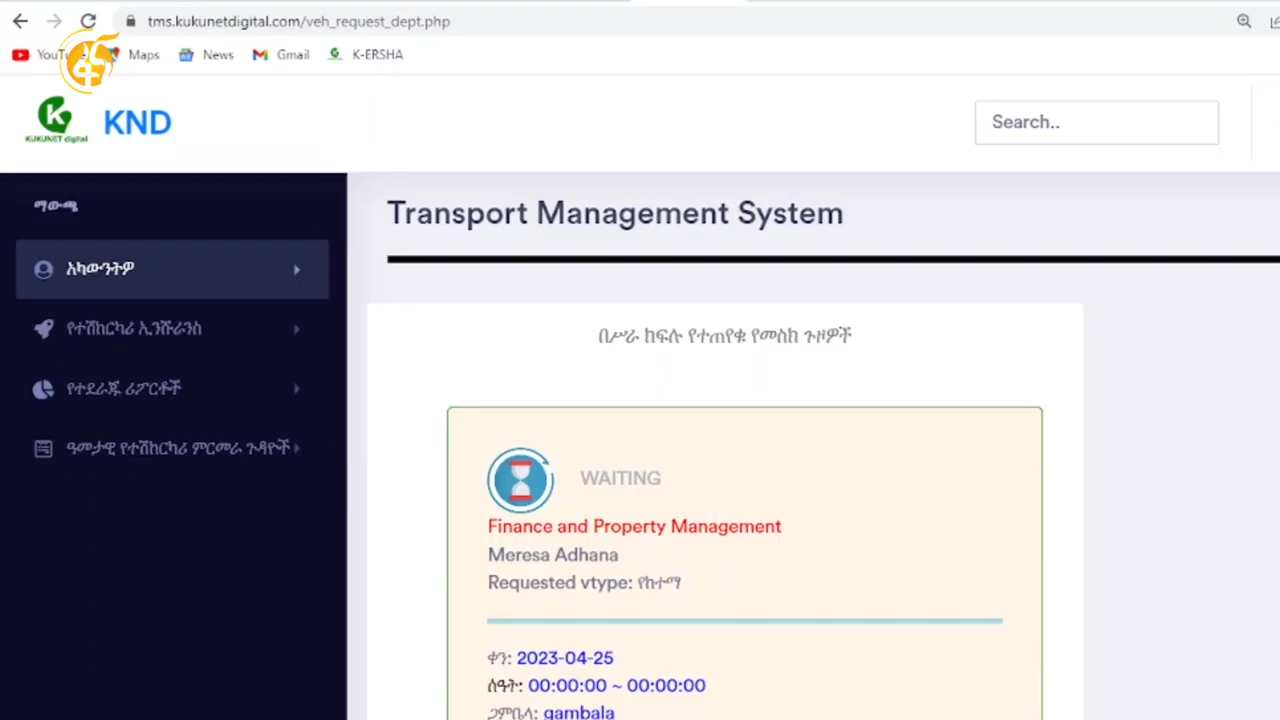 tms.kukunetdigital.com/veh_request_dept.php
YouTube Maps News Gmail K-ERSHA
KUKUNET digital
KND
Search..
ማውጫ
Transport Management System
አካውንትዎ
የተሽከርካሪ ኢንሹራንስ
የተደራጁ ሪፖርቶች
ዓመታዊ የተሽከርካሪ ምርመራ ጉዳዮች
በሥራ ክፍሉ የተጠየቁ የመስክ ጉዞዎች
WAITING
Finance and Property Management
Meresa Adhana
Requested vtype: የከተማ
ቀን: 2023-04-25
ሰዓት: 00:00:00 ~ 00:00:00
ጋምቤላ: gambala